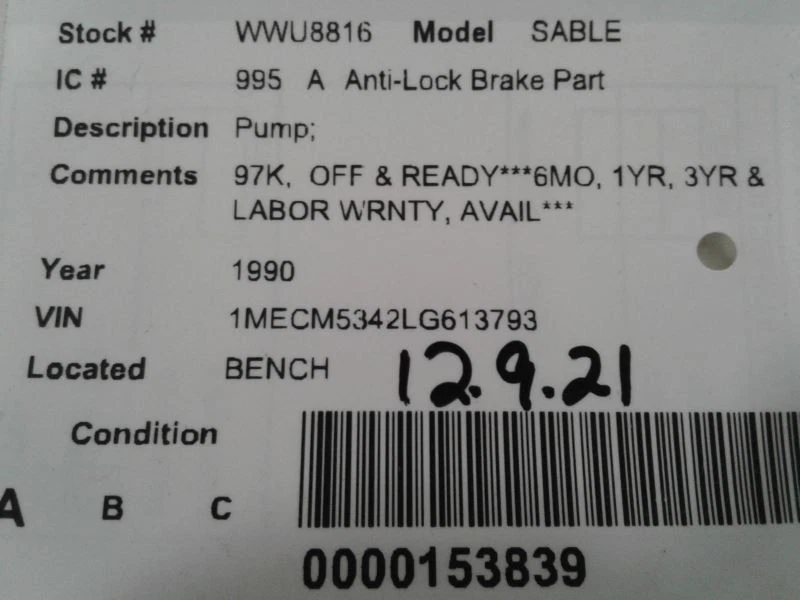 Stock # WWU8816 Model SABLE
IC # 995 A Anti-Lock Brake Part
Description Pump;
Comments 97K, OFF & READY***6MO, 1YR, 3YR &
LABOR WRNTY, AVAIL***
Year 1990
VIN 1MECM5342LG613793
Located BENCH 12.9.21
Condition
A B C
0000153839